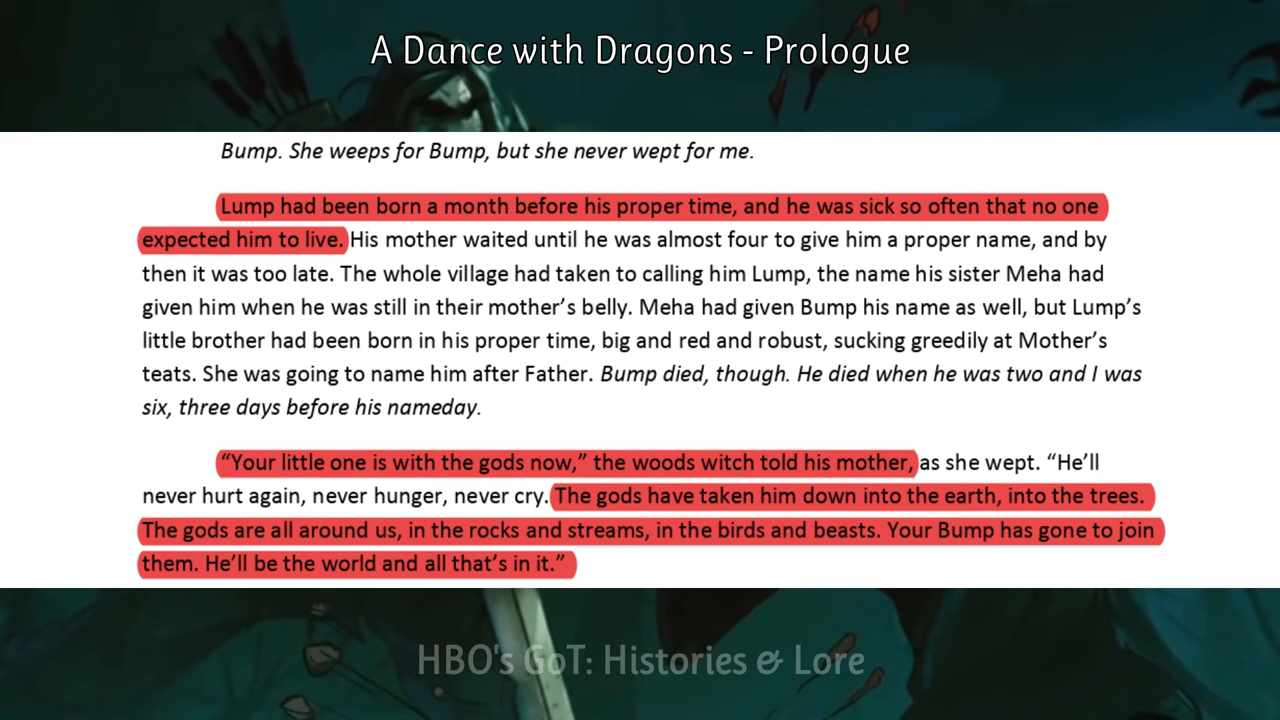 A Dance with Dragons - Prologue
Bump. She weeps for Bump, but she never wept for me.
Lump had been born a month before his proper time, and he was sick so often that no one
expected him to live. His mother waited until he was almost four to give him a proper name, and by
then it was too late. The whole village had taken to calling him Lump, the name his sister Meha had
given him when he was still in their mother’s belly. Meha had given Bump his name as well, but Lump’s
little brother had been born in his proper time, big and red and robust, sucking greedily at Mother’s
teats. She was going to name him after Father. Bump died, though. He died when he was two and I was
six, three days before his nameday.
“Your little one is with the gods now,” the woods witch told his mother, as she wept. “He’ll
never hurt again, never hunger, never cry. The gods have taken him down into the earth, into the trees.
The gods are all around us, in the rocks and streams, in the birds and beasts. Your Bump has gone to join
them. He’ll be the world and all that’s in it.”
HBO's GoT: Histories & Lore